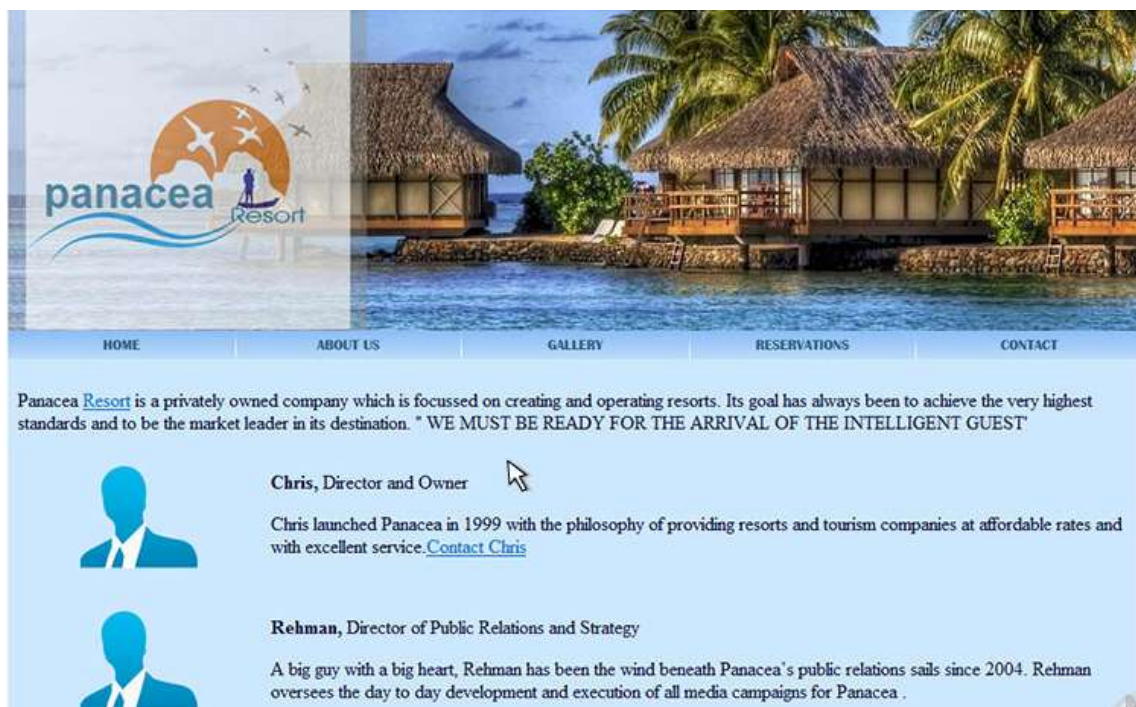 panacea
Resort
HOME ABOUT US GALLERY RESERVATIONS CONTACT
Panacea Resort is a privately owned company which is focussed on creating and operating resorts. Its goal has always been to achieve the very highest
standards and to be the market leader in its destination. " WE MUST BE READY FOR THE ARRIVAL OF THE INTELLIGENT GUEST'
Chris, Director and Owner
Chris launched Panacea in 1999 with the philosophy of providing resorts and tourism companies at affordable rates and
with excellent service.Contact Chris
Rehman, Director of Public Relations and Strategy
A big guy with a big heart, Rehman has been the wind beneath Panacea’s public relations sails since 2004. Rehman
oversees the day to day development and execution of all media campaigns for Panacea .